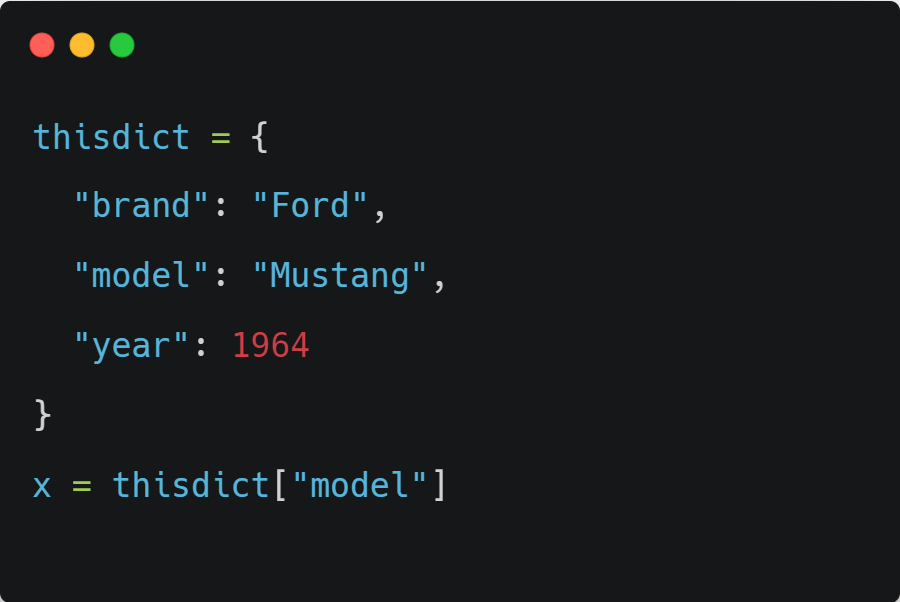 thisdict = {
  "brand": "Ford",
  "model": "Mustang",
  "year": 1964
}
x = thisdict["model"]